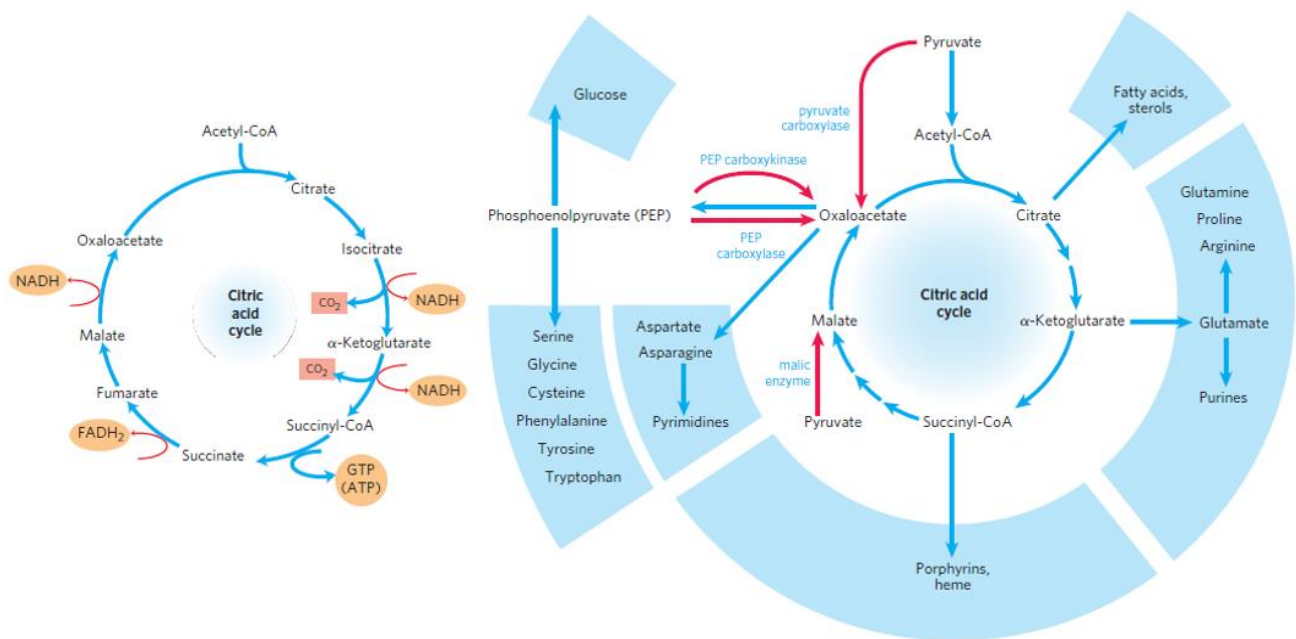 Acetyl-CoA
Citrate
Isocitrate
CO2
NADH
α-Ketoglutarate
CO2
NADH
Succinyl-CoA
GTP
(ATP)
Succinate
FADH2
Fumarate
Malate
NADH
Oxaloacetate
Citric
acid
cycle
Pyruvate
pyruvate
carboxylase
Acetyl-CoA
Glucose
PEP carboxykinase
Phosphoenolpyruvate (PEP)
PEP
carboxylase
Oxaloacetate
Citrate
Fatty acids,
sterols
Glutamine
Proline
Arginine
Glutamate
Purines
α-Ketoglutarate
Citric acid
cycle
Malate
malic
enzyme
Pyruvate
Succinyl-CoA
Aspartate
Asparagine
Pyrimidines
Serine
Glycine
Cysteine
Phenylalanine
Tyrosine
Tryptophan
Porphyrins,
heme